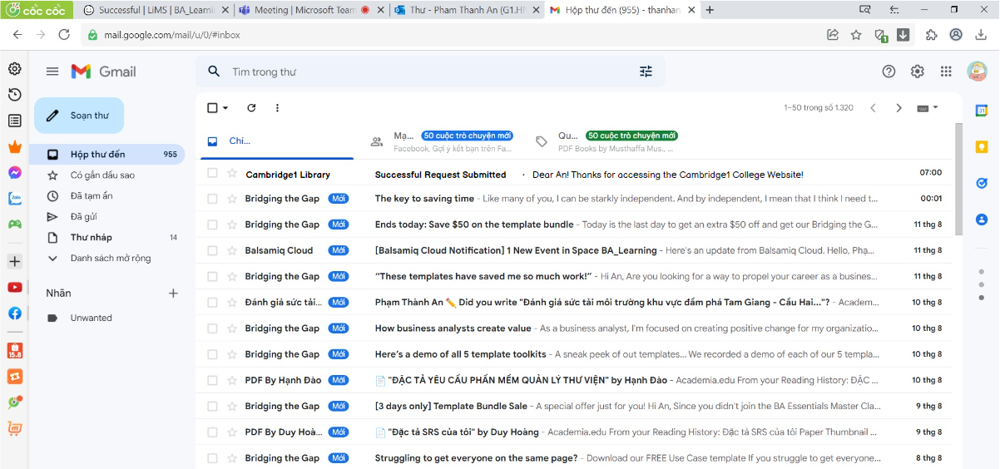 cốc cốc
Successful | LiMS | BA_Learnin
Meeting | Microsoft Team
Thư - Pham Thanh An (G1.HN
Hộp thư đến (955) - thanhan
mail.google.com/mail/u/0/#inbox
1
Gmail
Tìm trong thư
Soạn thư
1–50 trong số 1.320
Chí...
Mạ... 50 cuộc trò chuyện mới
Facebook, Gợi ý kết bạn trên Fa...
Qu... 50 cuộc trò chuyện mới
PDF Books by Musthaffa Mus., ...
Hộp thư đến 955
Có gắn dấu sao
Đã tạm ẩn
Đã gửi
Thư nháp 14
Danh sách mở rộng
Nhãn
Unwanted
Zalo
15.8
31
Cambridge1 Library Successful Request Submitted · Dear An! Thanks for accessing the Cambridge1 College Website! 07:00
Bridging the Gap Mới The key to saving time - Like many of you, I can be starkly independent. And by independent, I mean that I think I need t... 00:01
Bridging the Gap Mới Ends today: Save $50 on the template bundle - Today is the last day to get an extra $50 off and get our Bridging the G... 11 thg 8
Balsamiq Cloud Mới [Balsamiq Cloud Notification] 1 New Event in Space BA_Learning - Here's an update from Balsamiq Cloud. Hello, Phạ... 11 thg 8
Bridging the Gap Mới “These templates have saved me so much work!” - Hi An, Are you looking for a way to propel your career as a busines... 11 thg 8
Đánh giá sức tải... Mới Phạm Thành An ✏️ Did you write "Đánh giá sức tải môi trường khu vực đầm phá Tam Giang - Cầu Hai..."? - Academ... 10 thg 8
Bridging the Gap Mới How business analysts create value - As a business analyst, I'm focused on creating positive change for my organizatio... 10 thg 8
Bridging the Gap Mới Here’s a demo of all 5 template toolkits - A sneak peek of out templates... We recorded a demo of each of our 5 templa... 10 thg 8
PDF By Hạnh Đào Mới 📄 "ĐẶC TẢ YÊU CẦU PHẦN MỀM QUẢN LÝ THƯ VIỆN" by Hạnh Đào - Academia.edu From your Reading History: ĐẶC ... 10 thg 8
Bridging the Gap Mới [3 days only] Template Bundle Sale - A special offer just for you! Hi An, Since you didn't join the BA Essentials Master Cla... 9 thg 8
PDF By Duy Hoà... Mới 📄 "Đặc tả SRS của tôi" by Duy Hoàng - Academia.edu From your Reading History: Đặc tả SRS của tôi Paper Thumbnail ... 9 thg 8
Bridging the Gap Mới Struggling to get everyone on the same page? - Download our FREE Use Case template If you struggle to get everyone... 8 thg 8